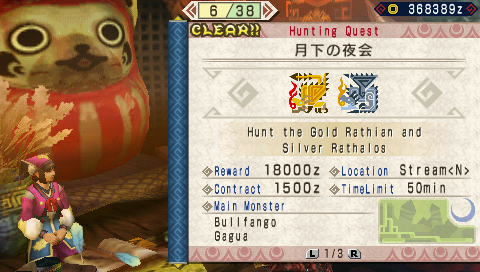 6 / 38
368389z
CLEAR!!
Hunting Quest
月下の夜会
Hunt the Gold Rathian and
Silver Rathalos
Reward 18000z
Location Stream<N>
Contract 1500z
TimeLimit 50min
Main Monster
Bullfango
Gagua
L 1/3 R